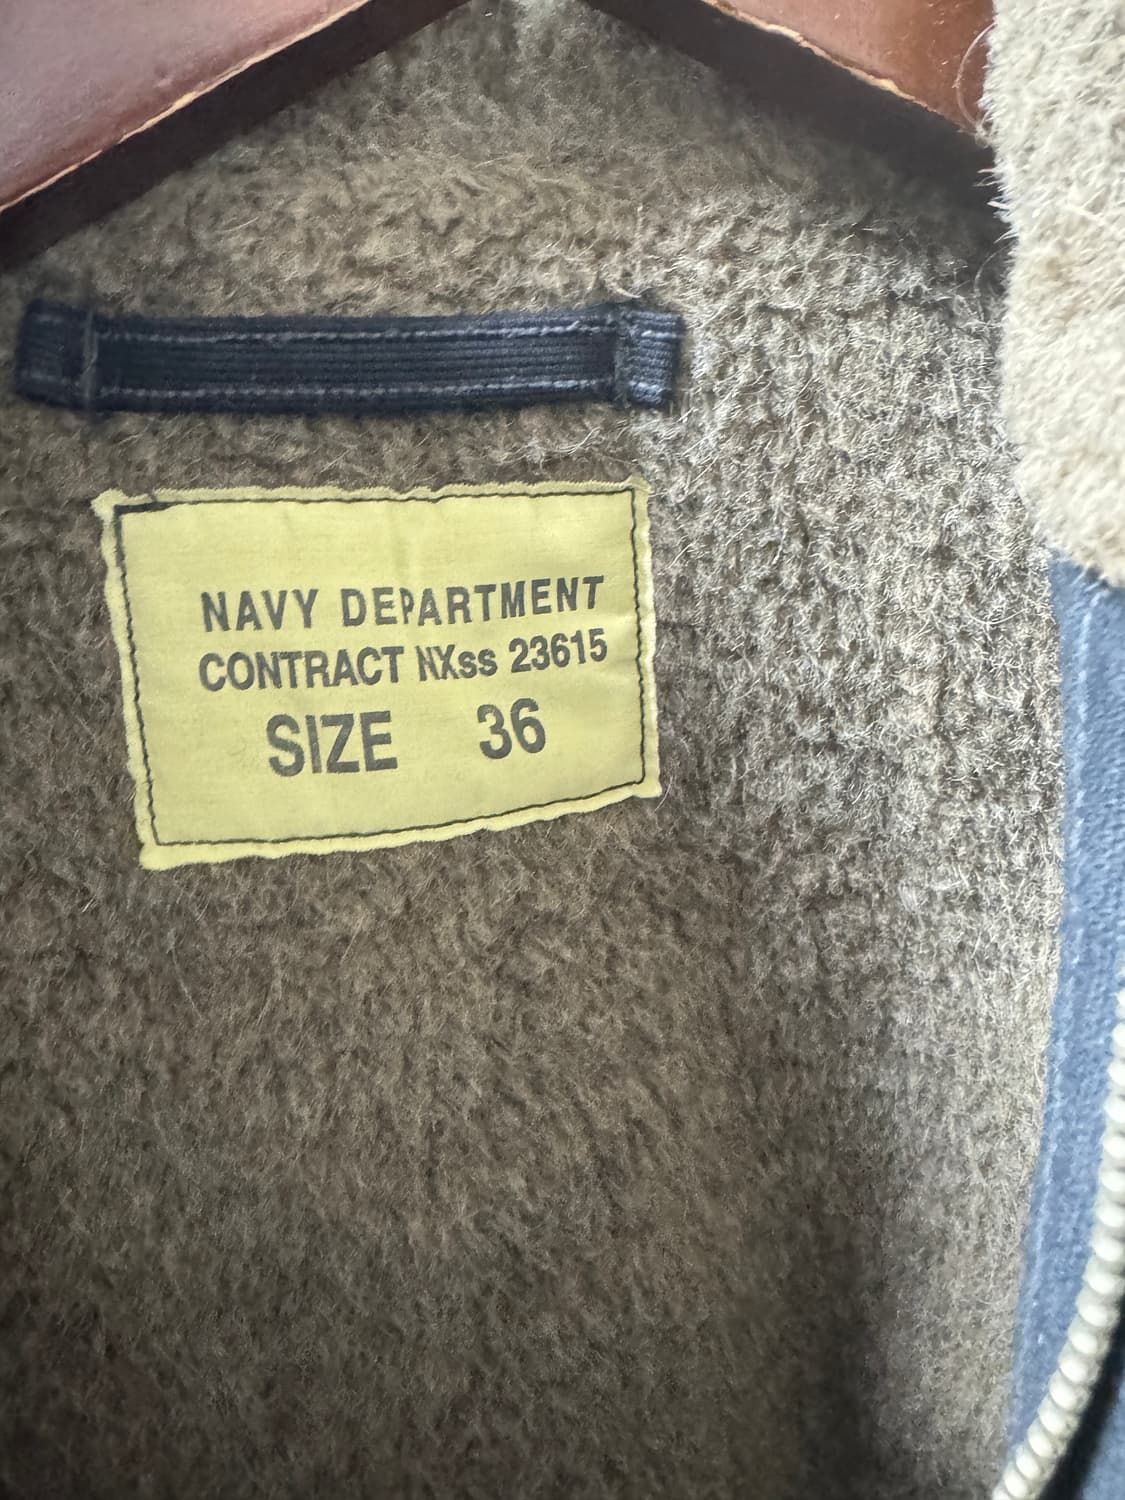 NAVY DEPARTMENT
CONTRACT NXss 23615
SIZE 36